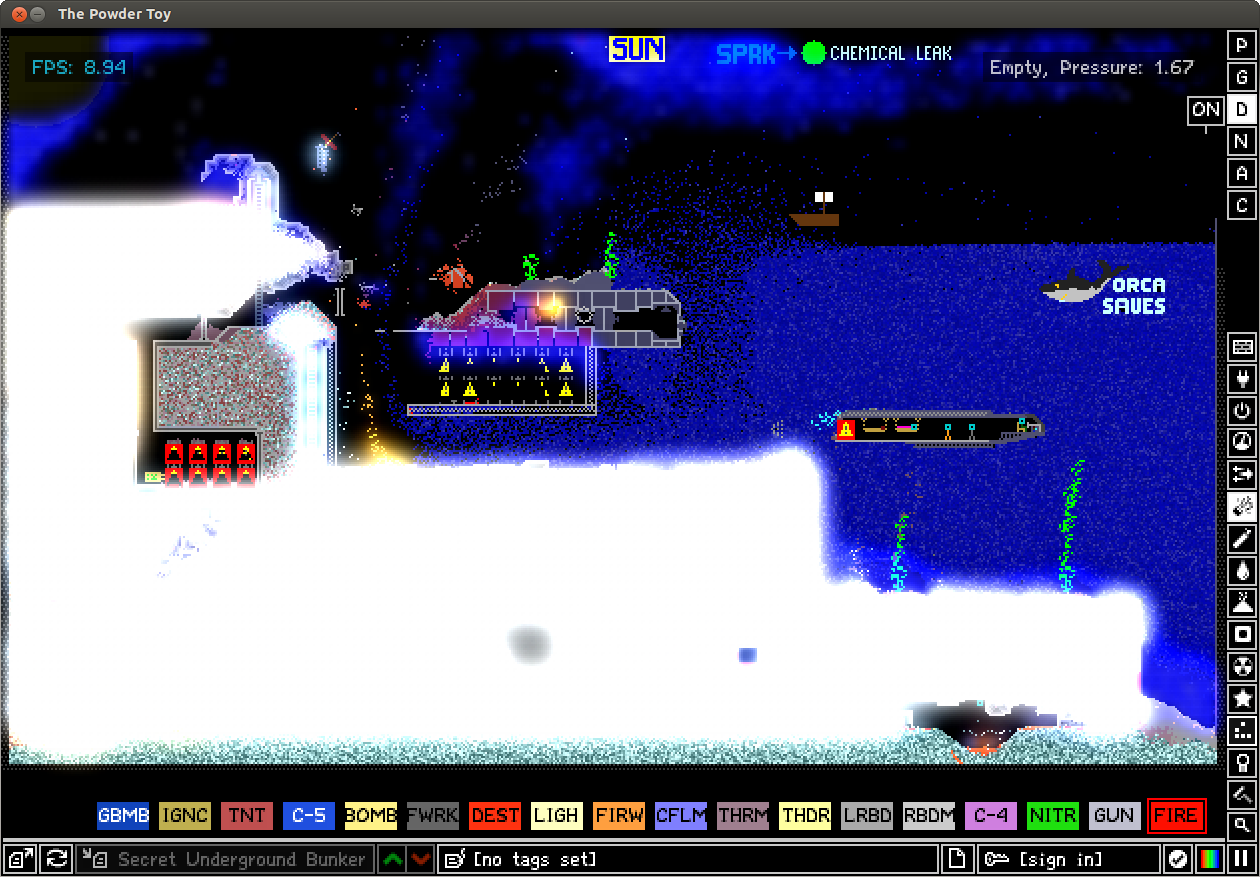 The Powder Toy
FPS: 8.94
SUN
SPRK→ CHEMICAL LEAK
Empty, Pressure: 1.67
P
G
ON D
N
A
C
ORCA
SAVES
GBMB IGNC TNT C-5 BOMB FWRK DEST LIGH FIRW CFLM THRM THDR LRBD RBDM C-4 NITR GUN FIRE
Secret Underground Bunker [no tags set] [sign in]